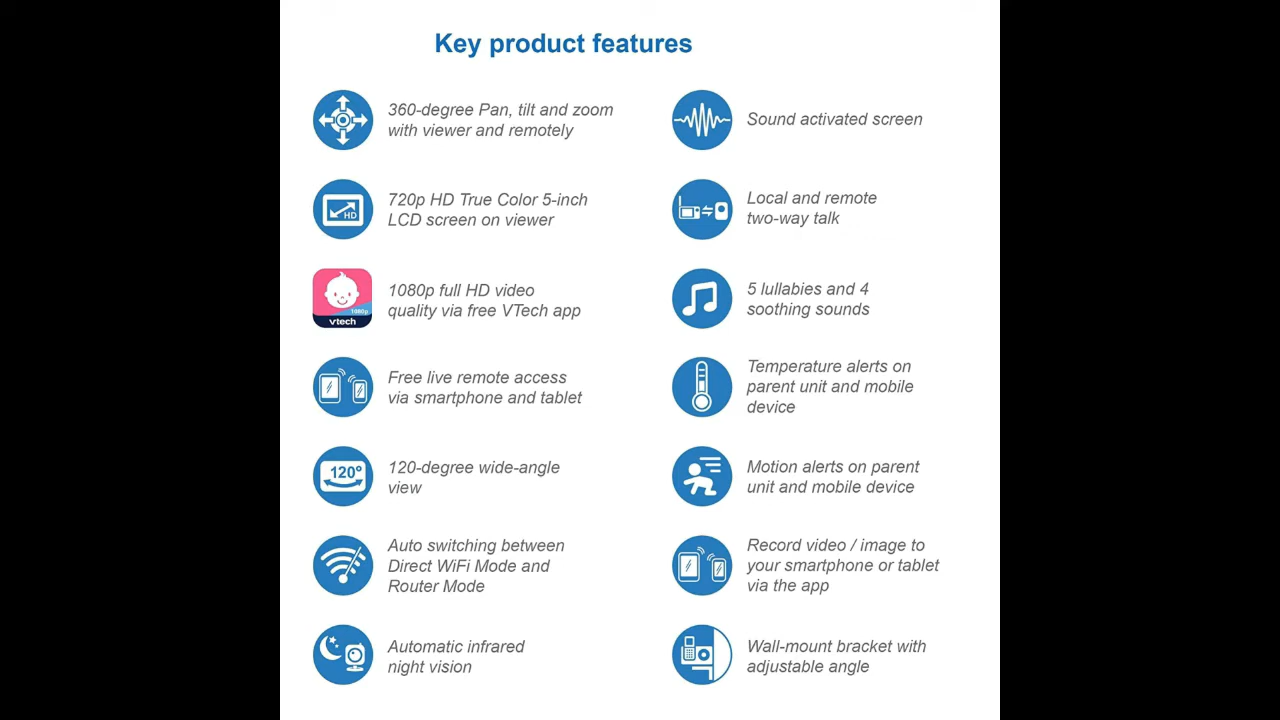 Key product features
360-degree Pan, tilt and zoom
with viewer and remotely
HD
720p HD True Color 5-inch
LCD screen on viewer
1080p
vtech
1080p full HD video
quality via free VTech app
Free live remote access
via smartphone and tablet
120°
120-degree wide-angle
view
Auto switching between
Direct WiFi Mode and
Router Mode
Automatic infrared
night vision
Sound activated screen
Local and remote
two-way talk
5 lullabies and 4
soothing sounds
Temperature alerts on
parent unit and mobile
device
Motion alerts on parent
unit and mobile device
Record video / image to
your smartphone or tablet
via the app
Wall-mount bracket with
adjustable angle